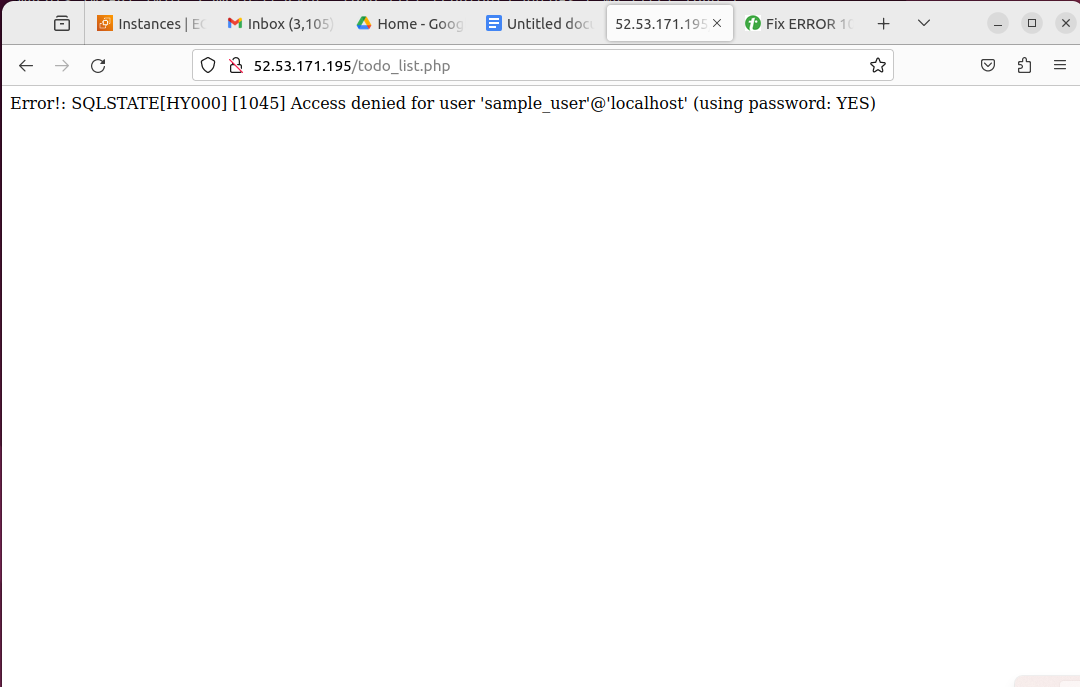 Instances | EC
Inbox (3,105)
Home - Goog
Untitled doc
52.53.171.195
Fix ERROR 10
52.53.171.195/todo_list.php
Error!: SQLSTATE[HY000] [1045] Access denied for user 'sample_user'@'localhost' (using password: YES)